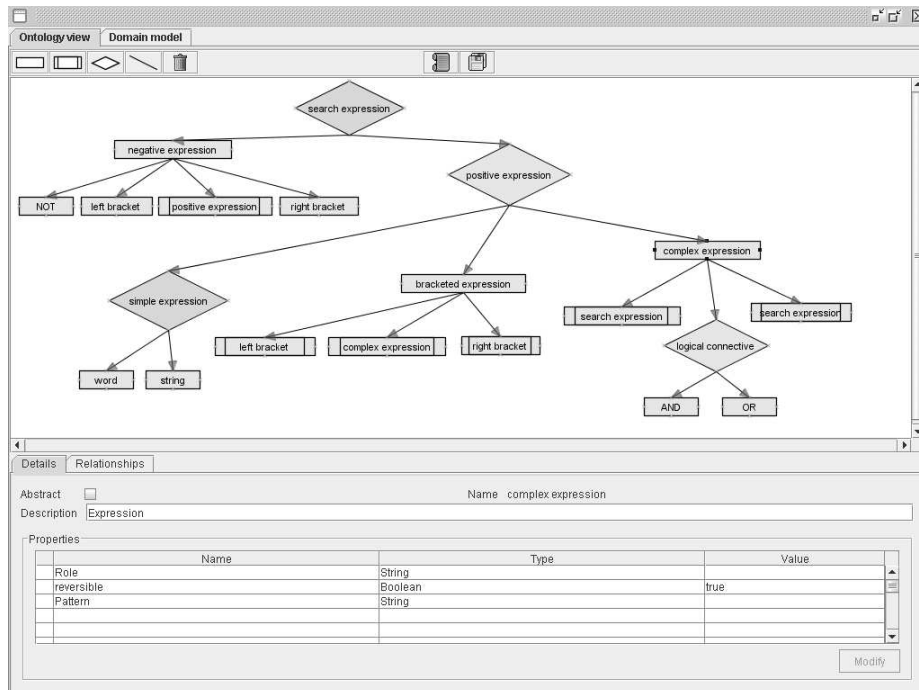 Ontology view Domain model
search expression
negative expression
positive expression
NOT left bracket positive expression right bracket
complex expression
simple expression
bracketed expression
search expression
search expression
left bracket complex expression right bracket
logical connective
word string
AND OR
Details Relationships
Abstract Name complex expression
Description Expression
Properties
Name Type Value
Role String
reversible Boolean true
Pattern String
Modify